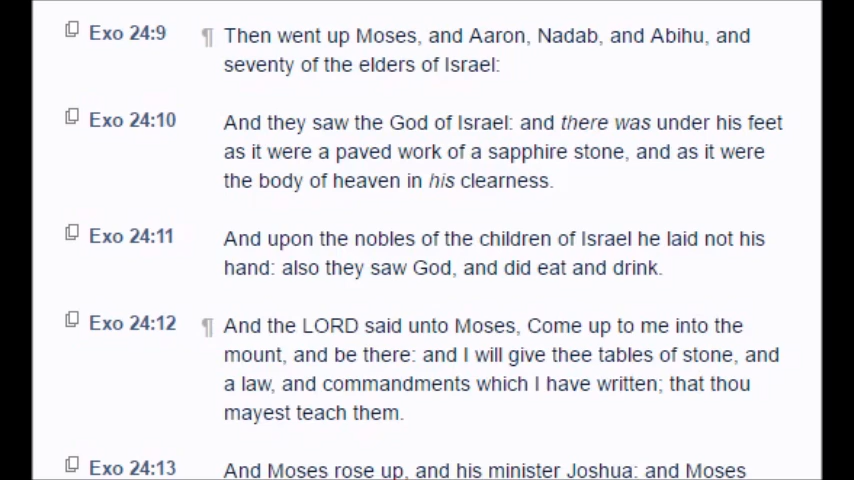 Exo 24:9 ¶ Then went up Moses, and Aaron, Nadab, and Abihu, and
seventy of the elders of Israel:
Exo 24:10 And they saw the God of Israel: and there was under his feet
as it were a paved work of a sapphire stone, and as it were
the body of heaven in his clearness.
Exo 24:11 And upon the nobles of the children of Israel he laid not his
hand: also they saw God, and did eat and drink.
Exo 24:12 ¶ And the LORD said unto Moses, Come up to me into the
mount, and be there: and I will give thee tables of stone, and
a law, and commandments which I have written; that thou
mayest teach them.
Exo 24:13 And Moses rose up, and his minister Joshua: and Moses